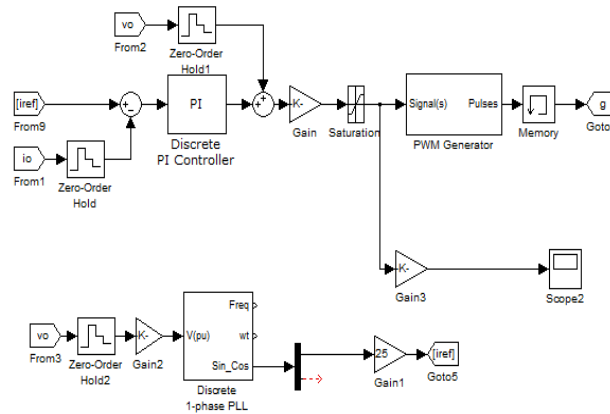 vo
From2
Zero-Order
Hold1
[iref]
From9
PI
Discrete
PI Controller
io
From1
Zero-Order
Hold
K-
Gain
Saturation
Signal(s)
Pulses
PWM Generator
Memory
g
Goto
K-
Gain3
Scope2
vo
From3
Zero-Order
Hold2
K-
Gain2
V(pu)
Freq
wt
Sin_Cos
Discrete
1-phase PLL
25
Gain1
[iref]
Goto5